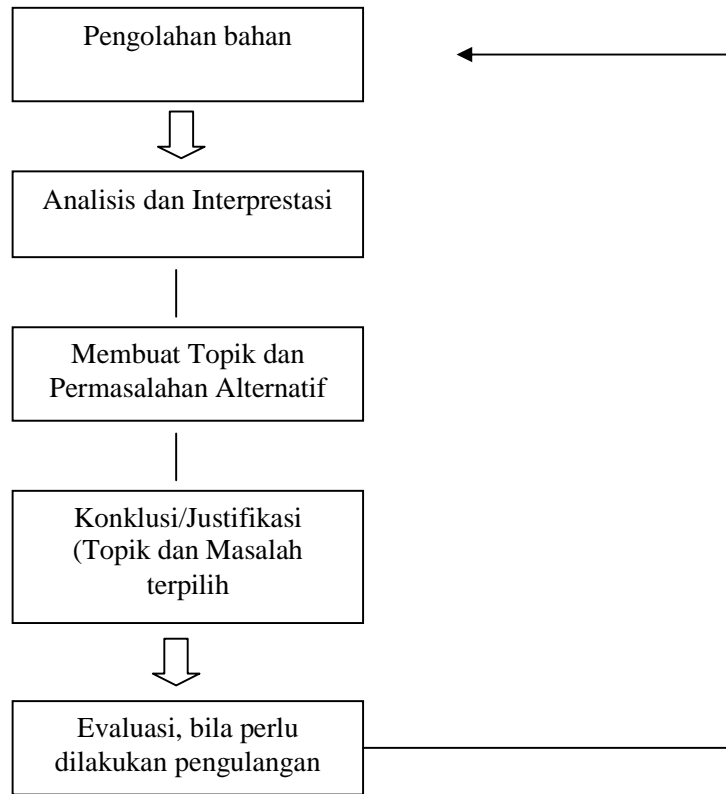 Pengolahan bahan
Analisis dan Interprestasi
Membuat Topik dan
Permasalahan Alternatif
Konklusi/Justifikasi
(Topik dan Masalah
terpilih
Evaluasi, bila perlu
dilakukan pengulangan